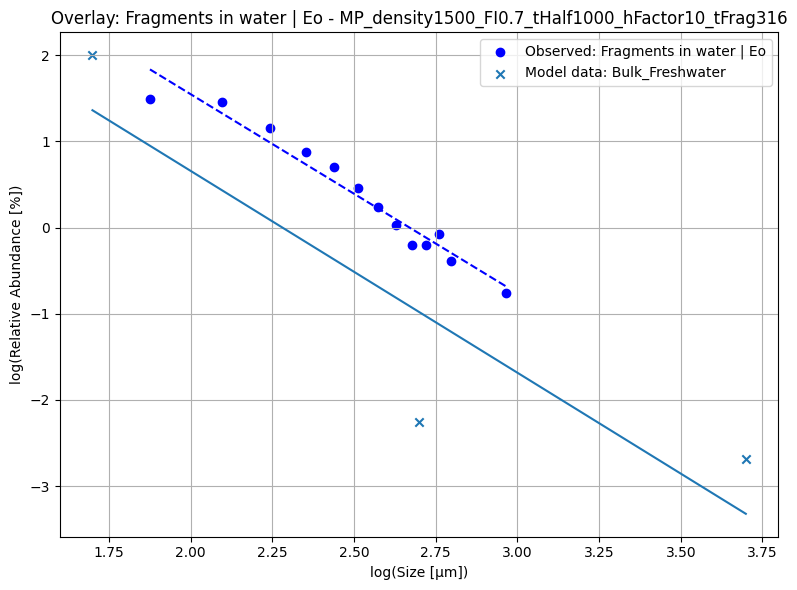 Overlay: Fragments in water | Eo - MP_density1500_FI0.7_tHalf1000_hFactor10_tFrag316
Observed: Fragments in water | Eo
Model data: Bulk_Freshwater
2
1
0
−1
−2
−3
log(Relative Abundance [%])
1.75 2.00 2.25 2.50 2.75 3.00 3.25 3.50 3.75
log(Size [μm])